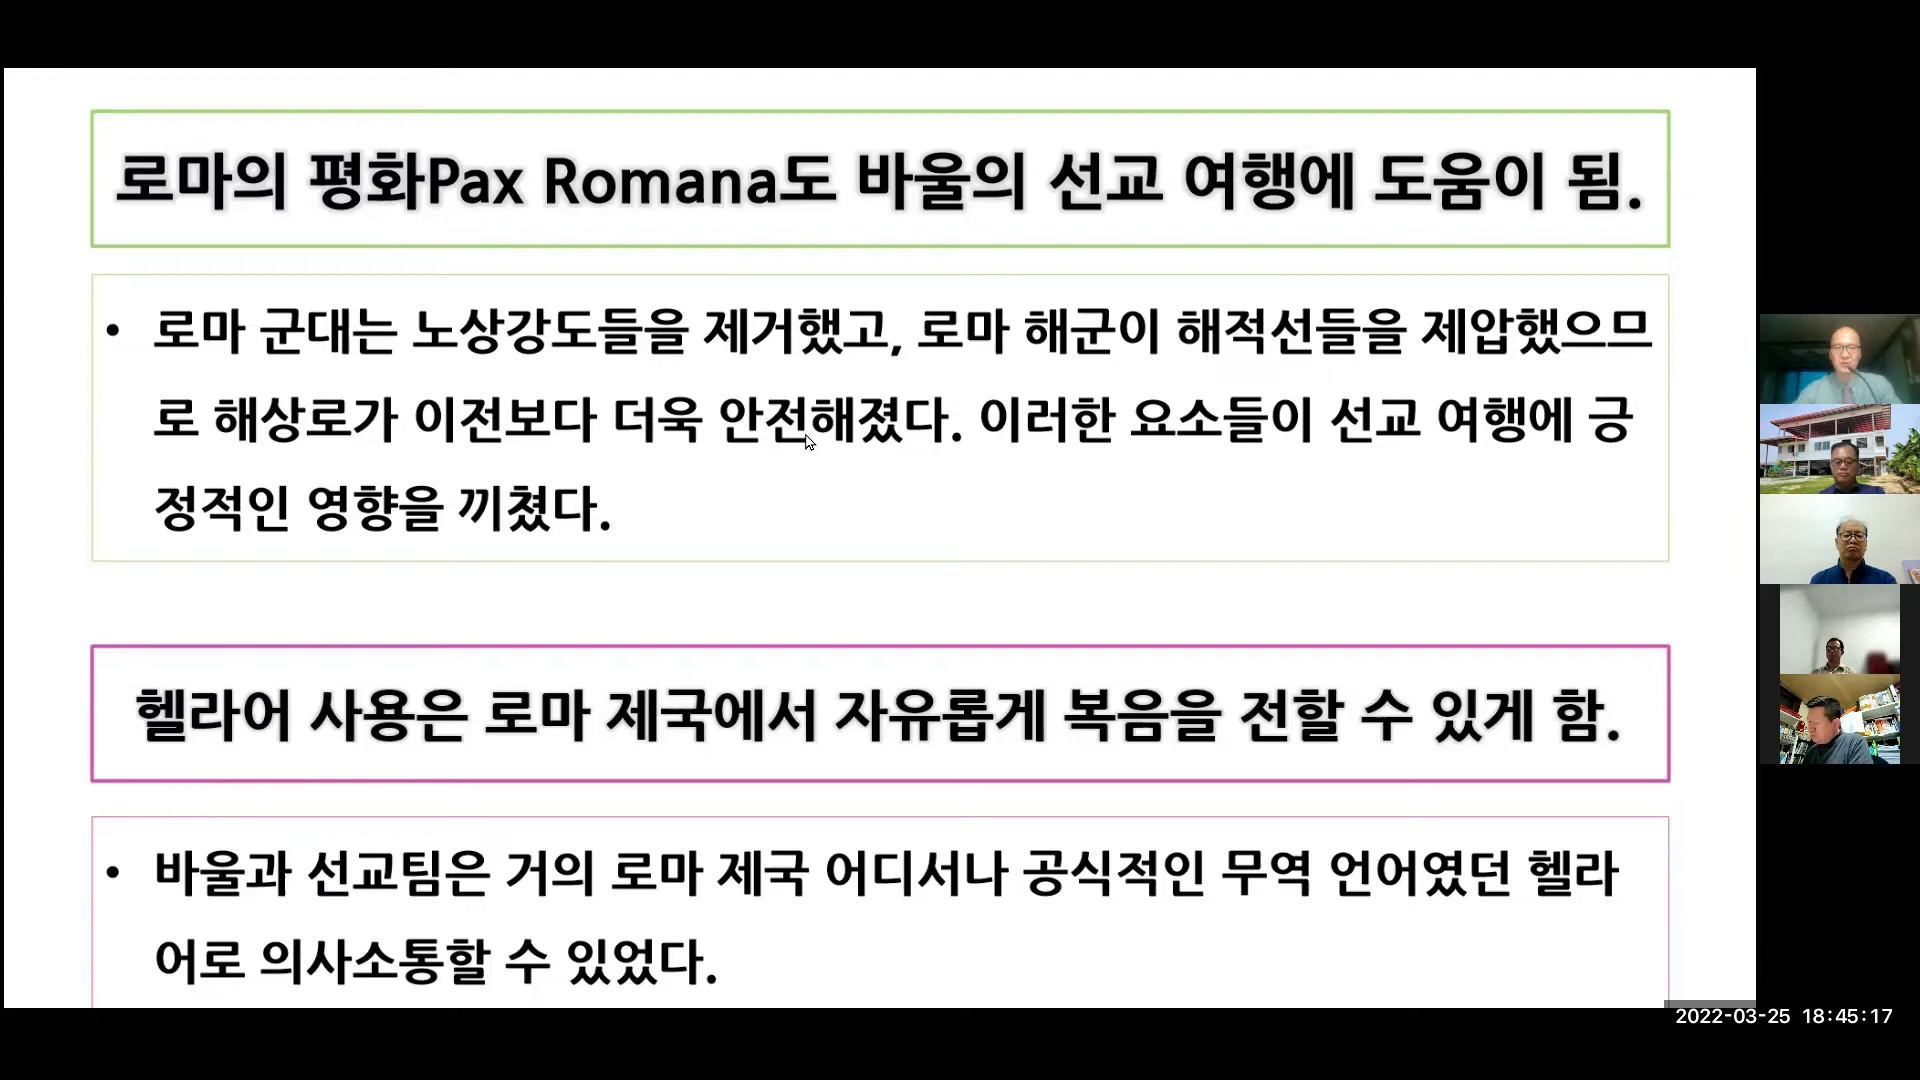 로마의 평화Pax Romana도 바울의 선교 여행에 도움이 됨.
• 로마 군대는 노상강도들을 제거했고, 로마 해군이 해적선들을 제압했으므
로 해상로가 이전보다 더욱 안전해졌다. 이러한 요소들이 선교 여행에 긍
정적인 영향을 끼쳤다.
헬라어 사용은 로마 제국에서 자유롭게 복음을 전할 수 있게 함.
• 바울과 선교팀은 거의 로마 제국 어디서나 공식적인 무역 언어였던 헬라
어로 의사소통할 수 있었다.
2022-03-25 18:45:17